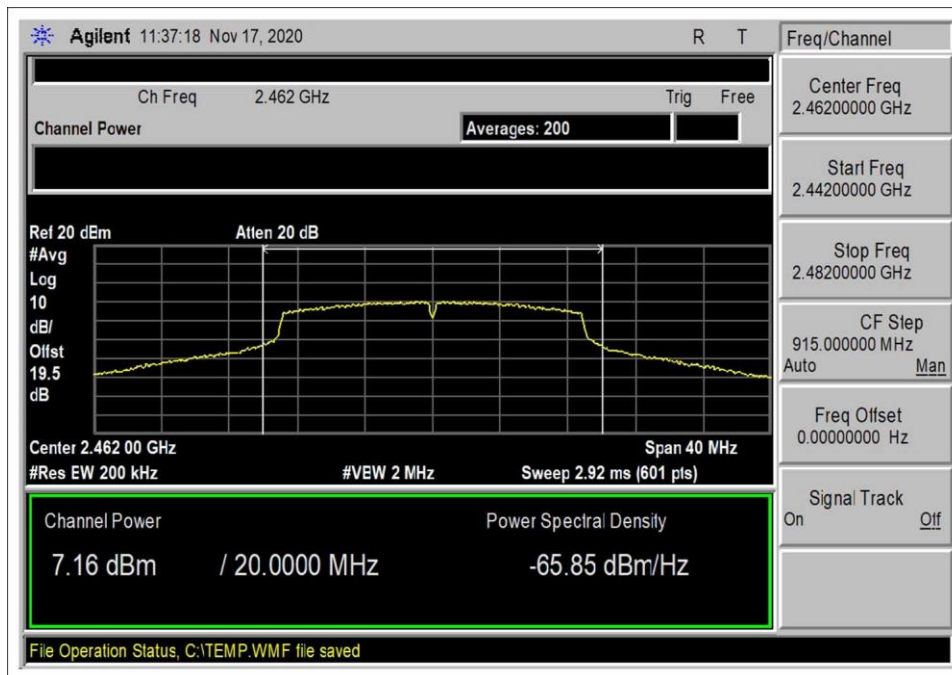 Agilent 11:37:18 Nov 17, 2020 R T
Freq/Channel
Ch Freq 2.462 GHz Trig Free
Channel Power Averages: 200
Ref 20 dBm Atten 20 dB
#Avg
Log
10
dB/
Offst
19.5
dB
Center 2.462 00 GHz Span 40 MHz
#Res EW 200 kHz #VEW 2 MHz Sweep 2.92 ms (601 pts)
Channel Power Power Spectral Density
7.16 dBm / 20.0000 MHz -65.85 dBm/Hz
File Operation Status, C:\TEMP.WMF file saved
Center Freq
2.46200000 GHz
Start Freq
2.44200000 GHz
Stop Freq
2.48200000 GHz
CF Step
915.000000 MHz
Auto Man
Freq Offset
0.00000000 Hz
Signal Track
On Off